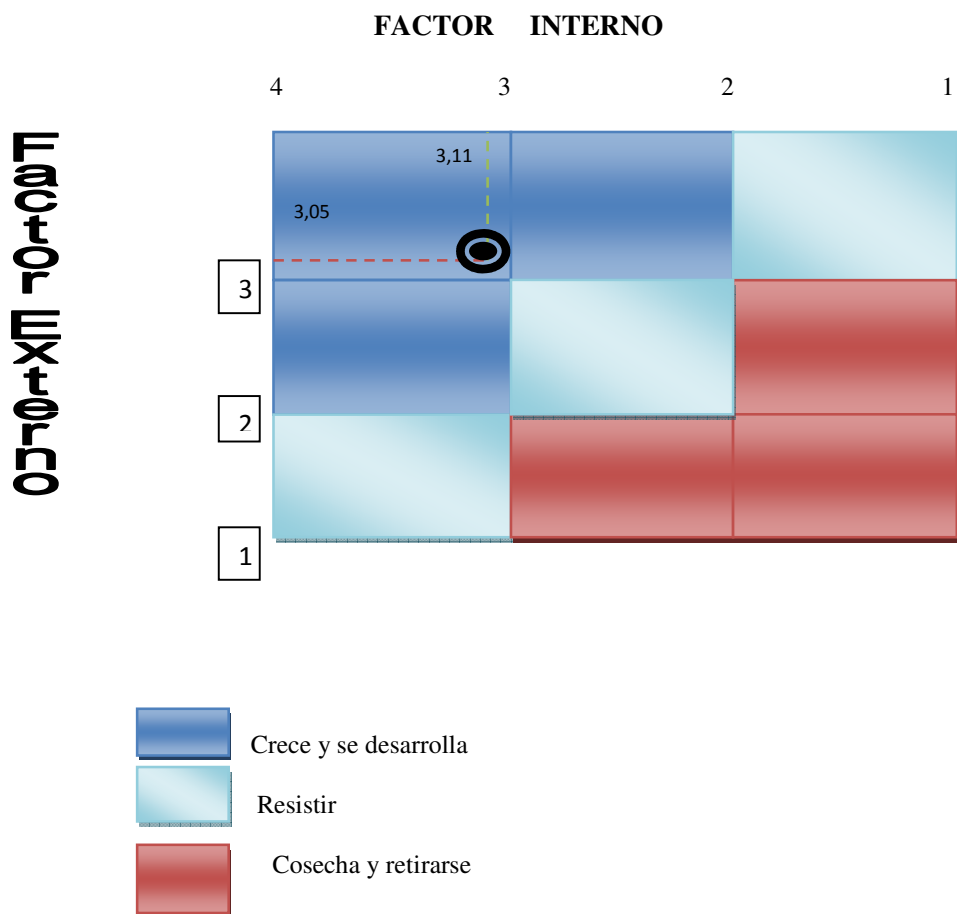 FACTOR INTERNO
4 3 2 1
Factor Externo
3,11
3,05
3
2
1
Crece y se desarrolla
Resistir
Cosecha y retirarse